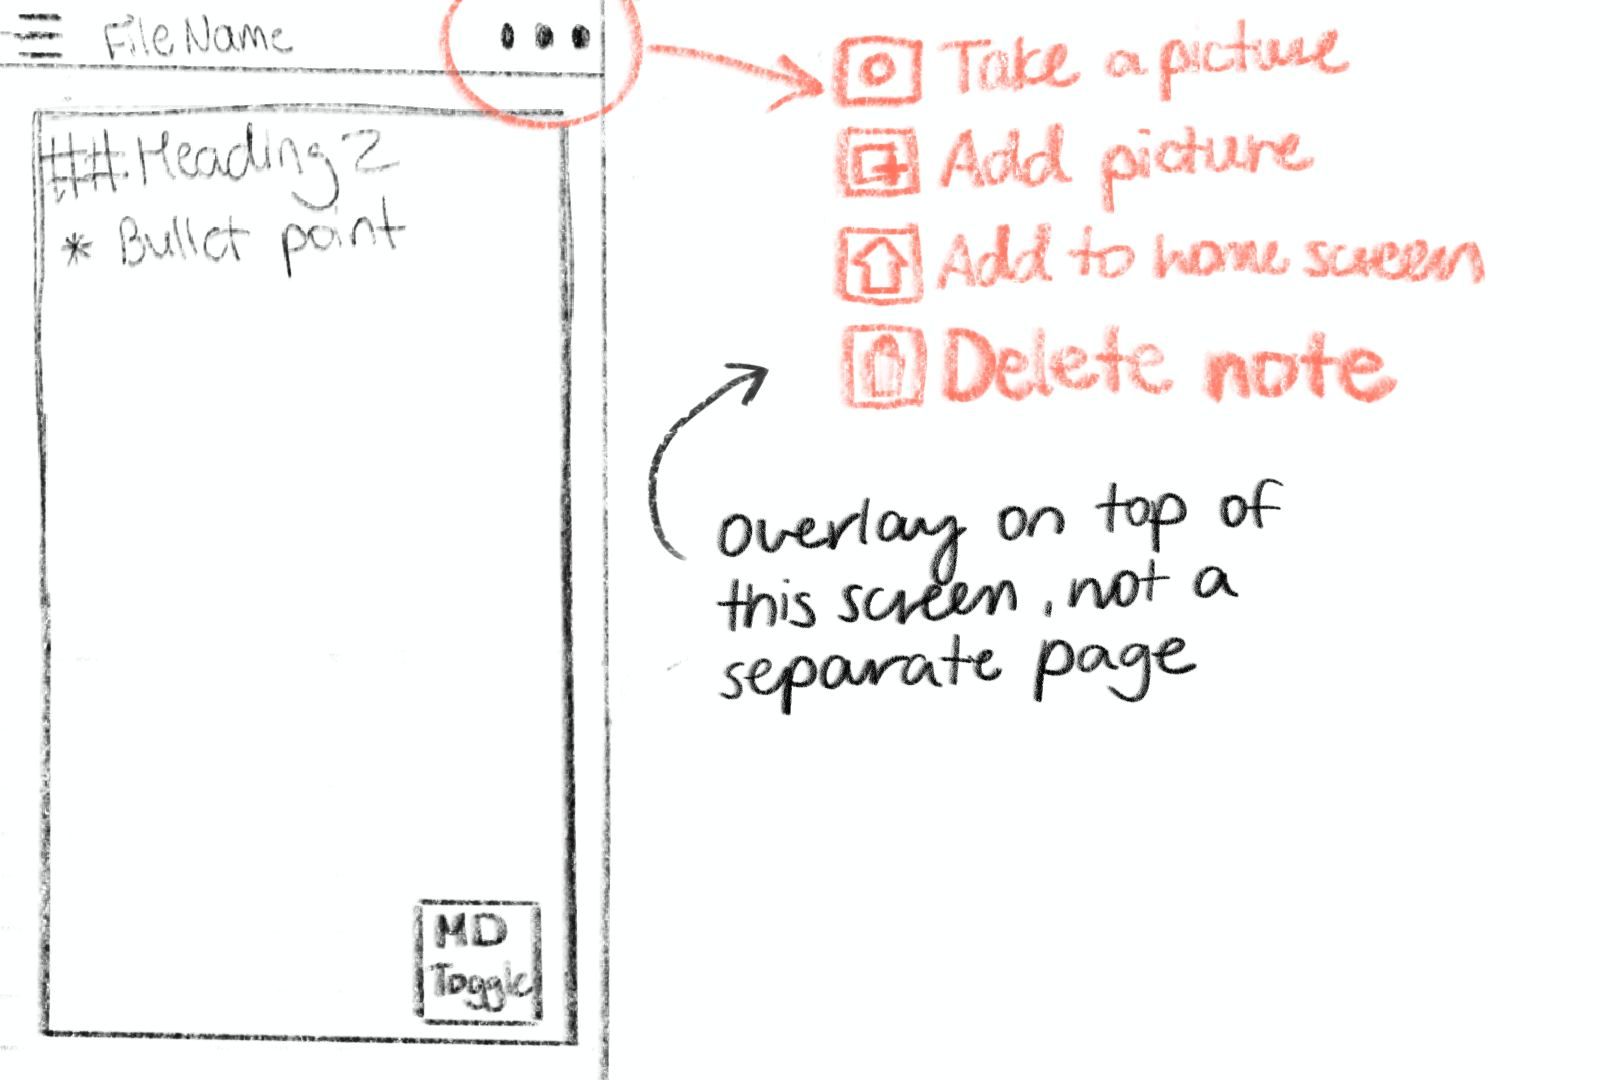 File Name
## Heading 2
* Bullet point
MD
Toggle
Take a picture
Add picture
Add to home screen
Delete note
overlay on top of
this screen, not a
separate page